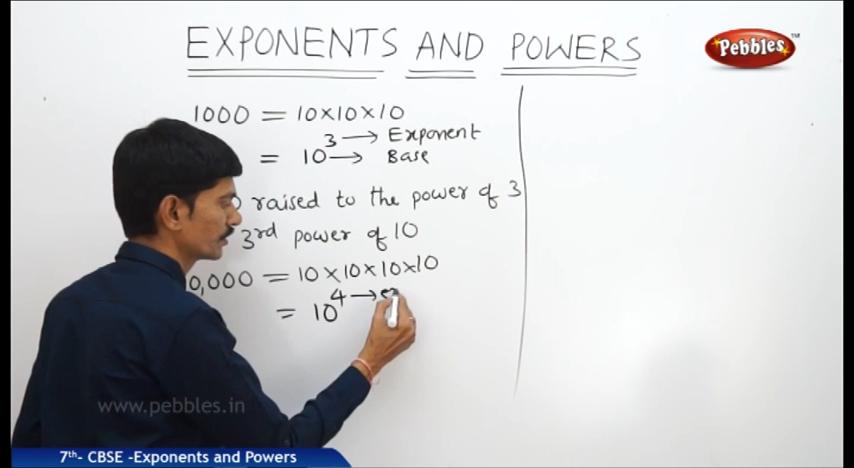 EXPONENTS AND POWERS
Pebbles™
1000 = 10×10×10
= 10³ → Exponent
→ Base
raised to the power of 3
3rd power of 10
0,000 = 10×10×10×10
= 10⁴ →
www.pebbles.in
7th- CBSE -Exponents and Powers